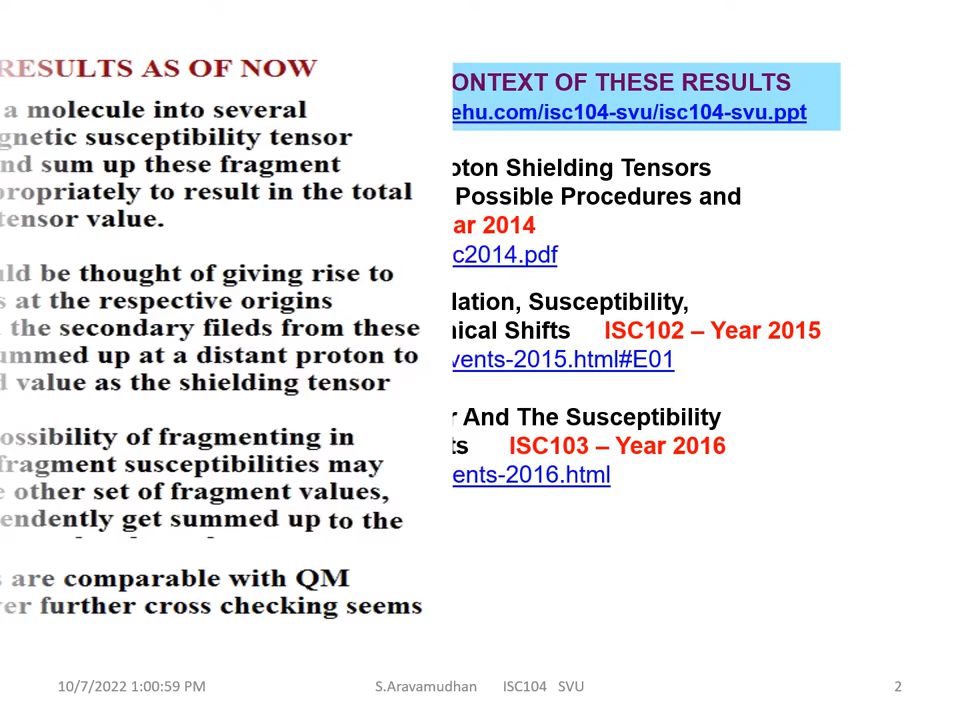 RESULTS AS OF NOW
a molecule into several
gnetic susceptibility tensor
nd sum up these fragment
propriately to result in the total
tensor value.
uld be thought of giving rise to
s at the respective origins
the secondary fileds from these
ummed up at a distant proton to
d value as the shielding tensor
ossibility of fragmenting in
fragment susceptibilities may
e other set of fragment values,
endently get summed up to the
s are comparable with QM
ver further cross checking seems
ONTEXT OF THESE RESULTS
ehu.com/isc104-svu/isc104-svu.ppt
oton Shielding Tensors
Possible Procedures and
ar 2014
c2014.pdf
lation, Susceptibility,
nical Shifts ISC102 – Year 2015
vents-2015.html#E01
r And The Susceptibility
ts ISC103 – Year 2016
ents-2016.html
10/7/2022 1:00:59 PM S.Aravamudhan ISC104 SVU 2